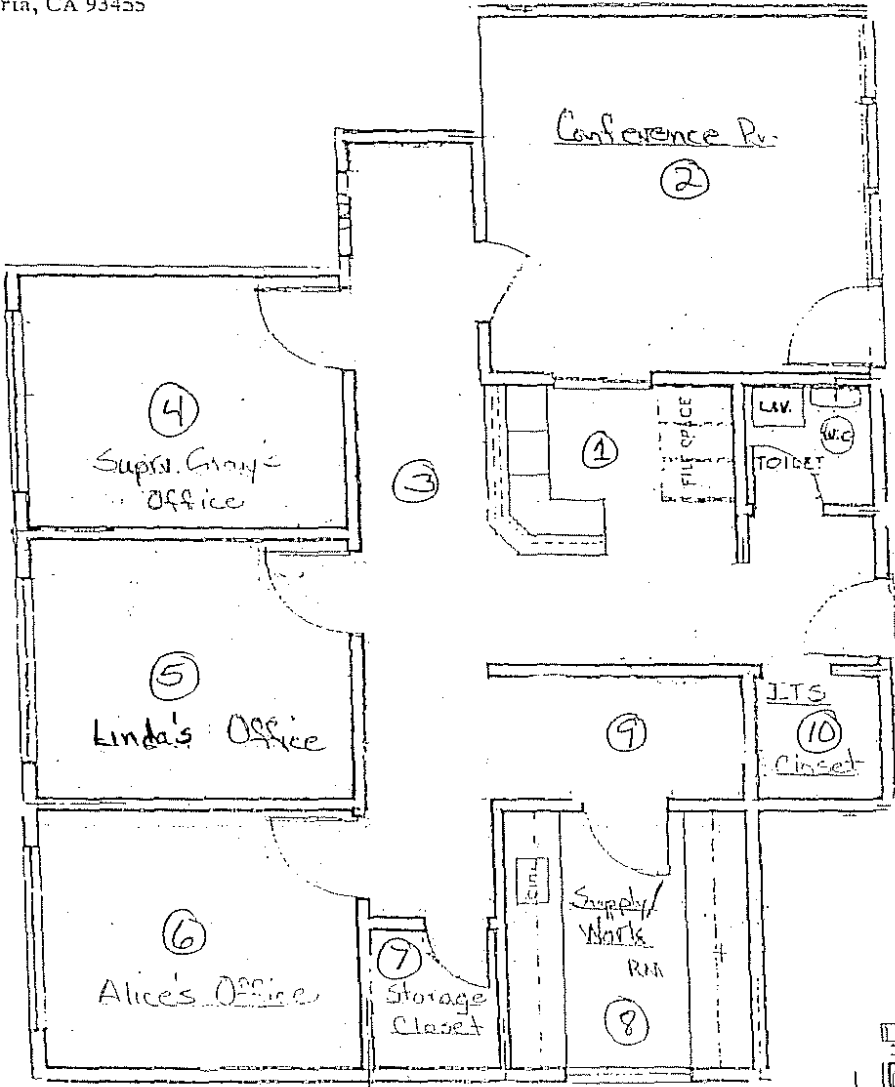 ria, CA 93455
Conference Rm
2
4
Suprv. Gray's
Office
3
1
FILE SPACE
LAV.
W.C
TOILET
5
Linda's Office
9
ITS
10
Closet
6
Alice's Office
7
Storage
Closet
Supply/
Work
RM
8